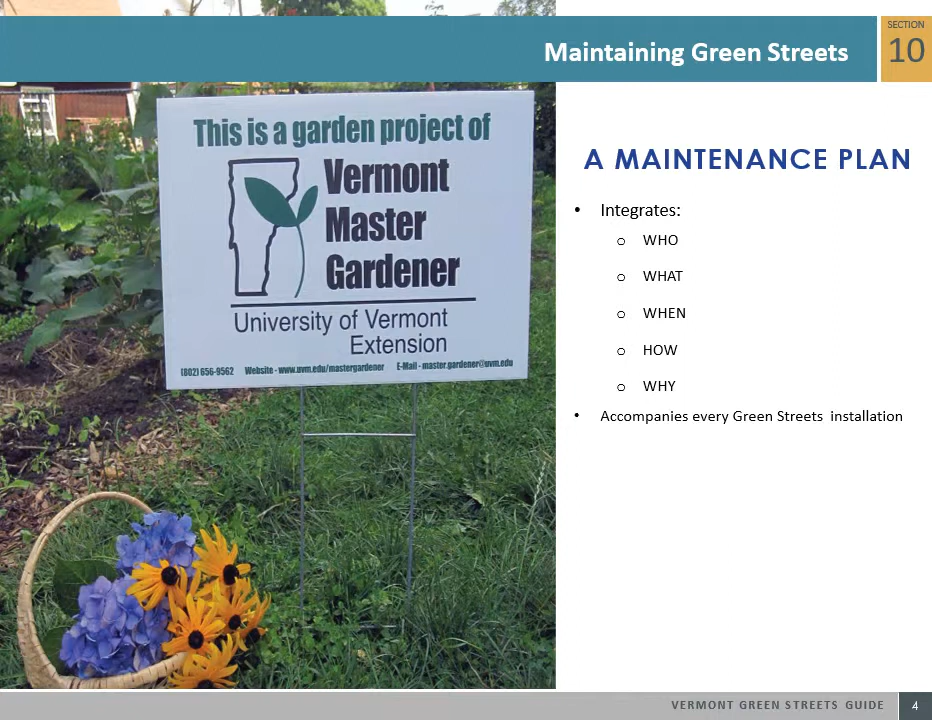 Maintaining Green Streets
SECTION
10
This is a garden project of
Vermont
Master
Gardener
University of Vermont
Extension
(802) 656-9562 Website - www.uvm.edu/mastergardener E-Mail - master.gardener@uvm.edu
A MAINTENANCE PLAN
• Integrates:
o WHO
o WHAT
o WHEN
o HOW
o WHY
• Accompanies every Green Streets installation
VERMONT GREEN STREETS GUIDE
4